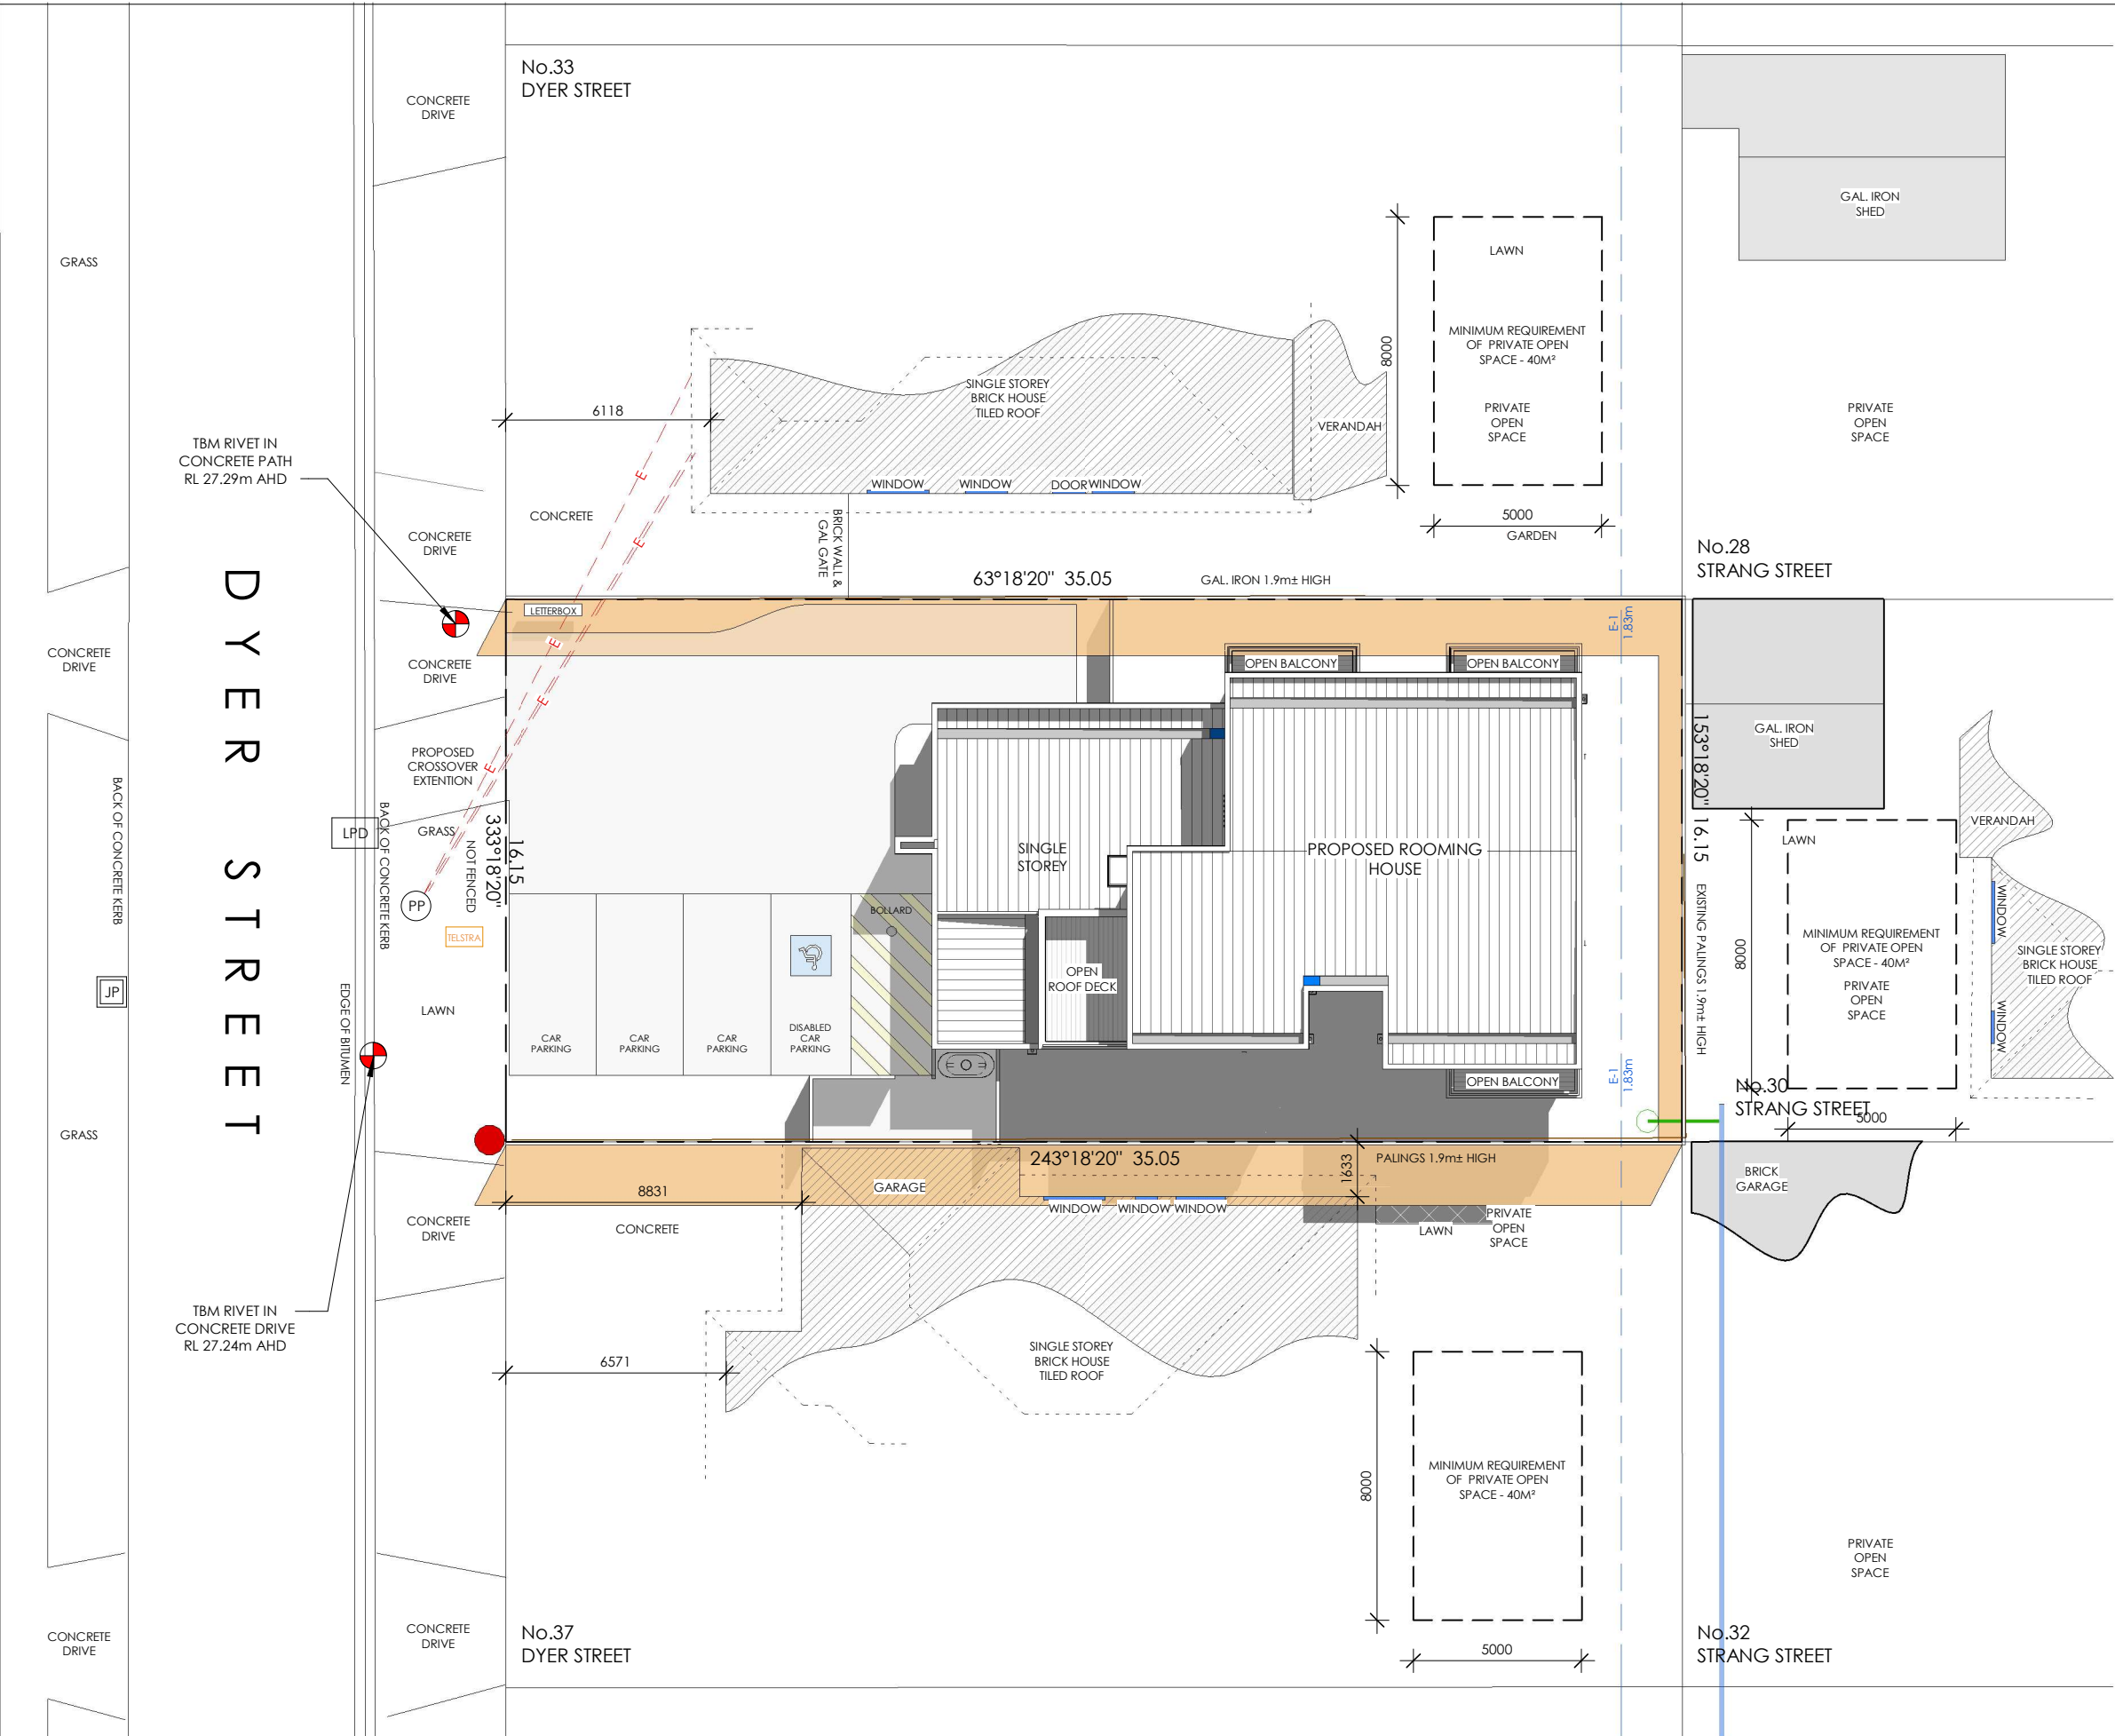 No.33
DYER STREET
CONCRETE
DRIVE
GRASS
GAL. IRON
SHED
LAWN
MINIMUM REQUIREMENT
OF PRIVATE OPEN
SPACE - 40M²
PRIVATE
OPEN
SPACE
8000
5000
GARDEN
PRIVATE
OPEN
SPACE
SINGLE STOREY
BRICK HOUSE
TILED ROOF
VERANDAH
6118
WINDOW
WINDOW
DOOR
WINDOW
TBM RIVET IN
CONCRETE PATH
RL 27.29m AHD
E
E
CONCRETE
BRICK WALL &
GAL GATE
CONCRETE
DRIVE
No.28
STRANG STREET
63°18'20" 35.05
GAL. IRON 1.9m± HIGH
DYER STREET
LETTERBOX
E-1
1.83m
CONCRETE
DRIVE
CONCRETE
DRIVE
E
E
E
OPEN BALCONY
OPEN BALCONY
GAL. IRON
SHED
153°18'20" 16.15
PROPOSED
CROSSOVER
EXTENTION
BACK OF CONCRETE KERB
BACK OF CONCRETE KERB
LPD
GRASS
NOT FENCED
16.15
333°18'20"
SINGLE
STOREY
PROPOSED ROOMING
HOUSE
VERANDAH
LAWN
PP
TELSTRA
BOLLARD
EXISTING PALINGS 1.9m± HIGH
8000
MINIMUM REQUIREMENT
OF PRIVATE OPEN
SPACE - 40M²
PRIVATE
OPEN
SPACE
WINDOW
WINDOW
SINGLE STOREY
BRICK HOUSE
TILED ROOF
OPEN
ROOF DECK
JP
EDGE OF BITUMEN
LAWN
CAR
PARKING
CAR
PARKING
CAR
PARKING
DISABLED
CAR
PARKING
OPEN BALCONY
E-1
1.83m
No.30
STRANG STREET
5000
GRASS
243°18'20" 35.05
1633
PALINGS 1.9m± HIGH
BRICK
GARAGE
8831
GARAGE
WINDOW
WINDOW
WINDOW
PRIVATE
OPEN
SPACE
LAWN
CONCRETE
DRIVE
CONCRETE
TBM RIVET IN
CONCRETE DRIVE
RL 27.24m AHD
6571
SINGLE STOREY
BRICK HOUSE
TILED ROOF
8000
MINIMUM REQUIREMENT
OF PRIVATE OPEN
SPACE - 40M²
5000
PRIVATE
OPEN
SPACE
CONCRETE
DRIVE
CONCRETE
DRIVE
No.37
DYER STREET
No.32
STRANG STREET